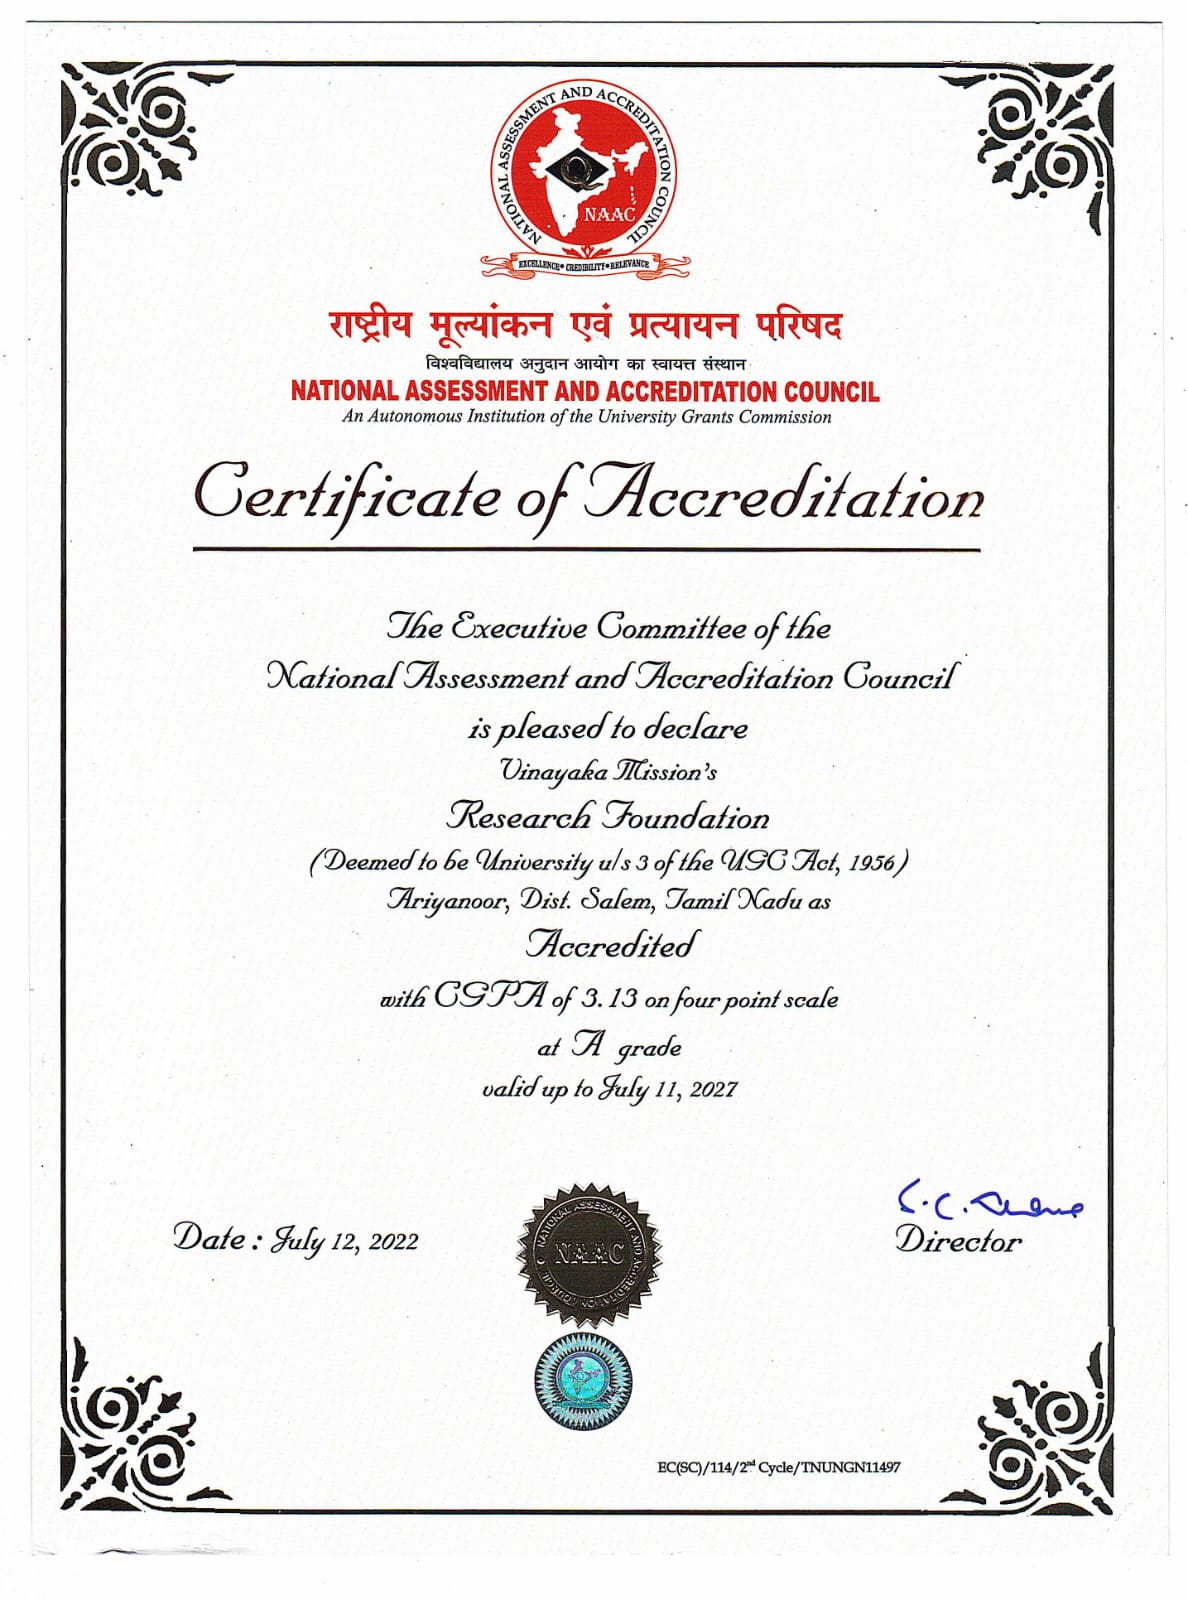 NATIONAL ASSESSMENT AND ACCREDITATION COUNCIL
NAAC
EXCELLENCE • CREDIBILITY • RELEVANCE
राष्ट्रीय मूल्यांकन एवं प्रत्यायन परिषद
विश्वविद्यालय अनुदान आयोग का स्वायत्त संस्थान
NATIONAL ASSESSMENT AND ACCREDITATION COUNCIL
An Autonomous Institution of the University Grants Commission
Certificate of Accreditation
The Executive Committee of the
National Assessment and Accreditation Council
is pleased to declare
Vinayaka Mission's
Research Foundation
(Deemed to be University u/s 3 of the UGC Act, 1956)
Ariyanoor, Dist. Salem, Tamil Nadu as
Accredited
with CGPA of 3.13 on four point scale
at A grade
valid up to July 11, 2027
Date : July 12, 2022
NATIONAL ASSESSMENT AND ACCREDITATION COUNCIL
NAAC
Director
EC(SC)/114/2nd Cycle/TNUNGN11497